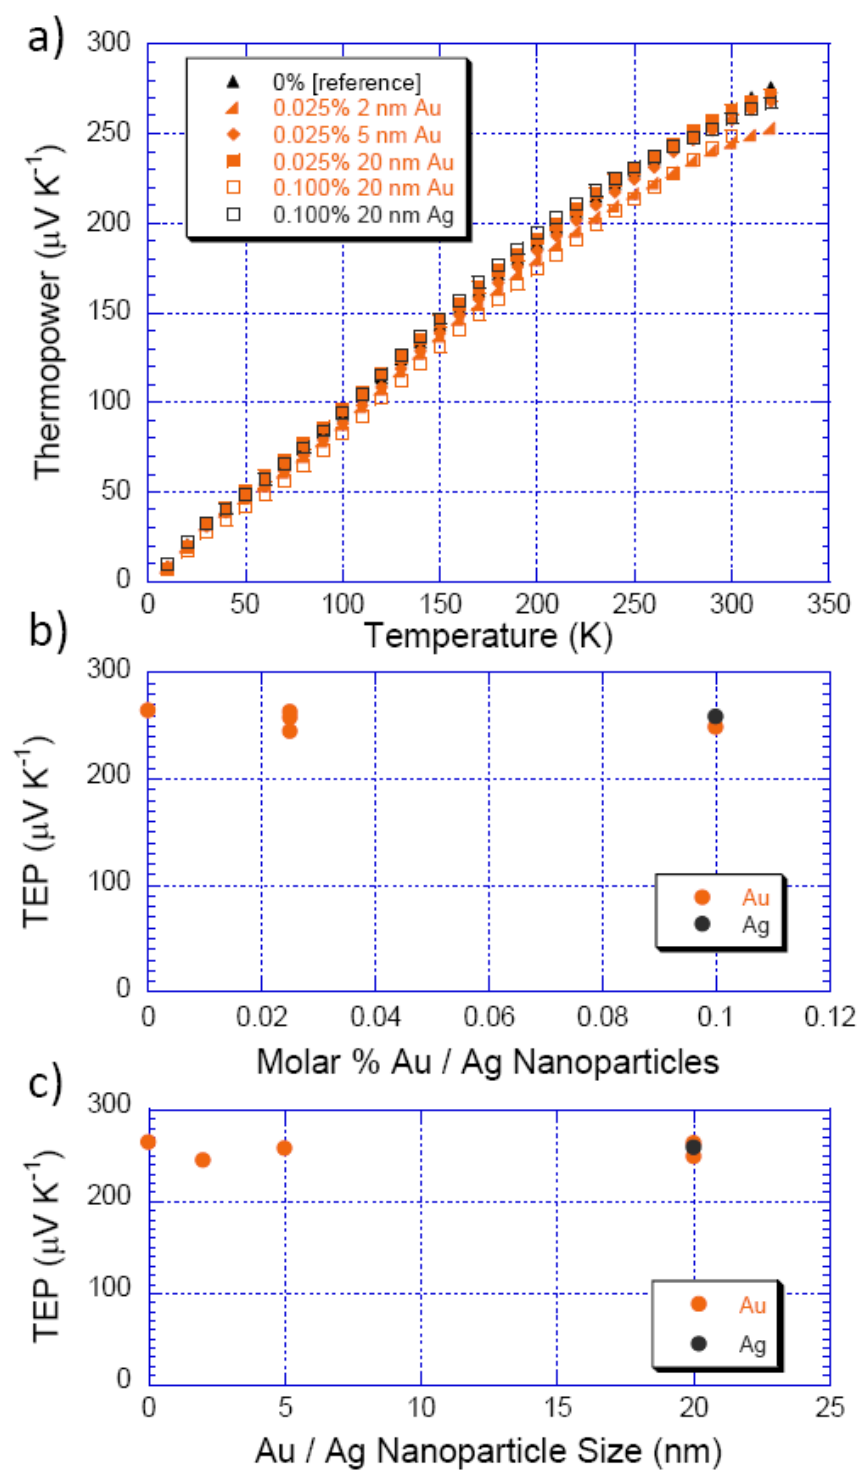 a)
300
250
200
150
100
50
0
Thermopower (μV K⁻¹)
0% [reference]
0.025% 2 nm Au
0.025% 5 nm Au
0.025% 20 nm Au
0.100% 20 nm Au
0.100% 20 nm Ag
0 50 100 150 200 250 300 350
Temperature (K)
b)
300
200
100
0
TEP (μV K⁻¹)
Au
Ag
0 0.02 0.04 0.06 0.08 0.1 0.12
Molar % Au / Ag Nanoparticles
c)
300
200
100
0
TEP (μV K⁻¹)
Au
Ag
0 5 10 15 20 25
Au / Ag Nanoparticle Size (nm)